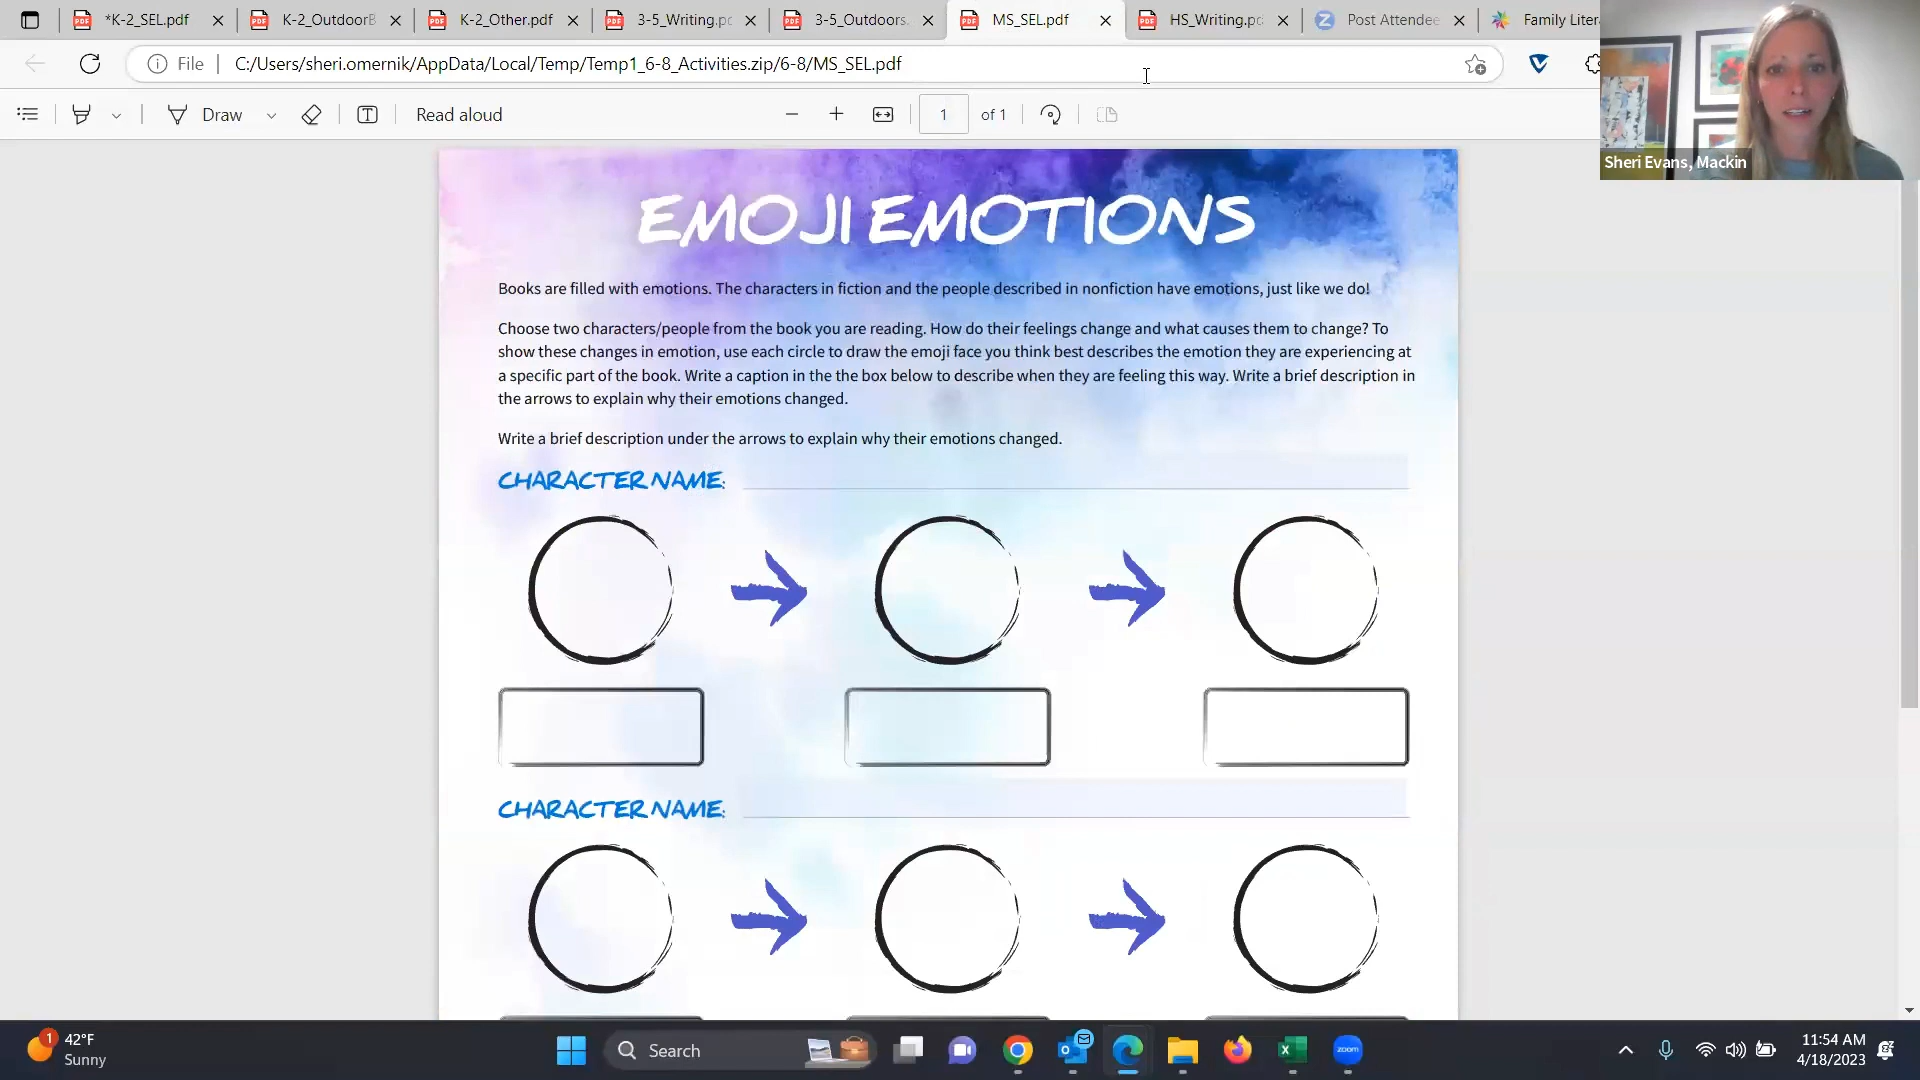 *K-2_SEL.pdf
K-2_OutdoorB
K-2_Other.pdf
3-5_Writing.pc
3-5_Outdoors.
MS_SEL.pdf
HS_Writing.pc
Post Attendee
Family Liter
File
C:/Users/sheri.omernik/AppData/Local/Temp/Temp1_6-8_Activities.zip/6-8/MS_SEL.pdf
Draw
Read aloud
1
of 1
Sheri Evans, Mackin
EMOJI EMOTIONS
Books are filled with emotions. The characters in fiction and the people described in nonfiction have emotions, just like we do!
Choose two characters/people from the book you are reading. How do their feelings change and what causes them to change? To
show these changes in emotion, use each circle to draw the emoji face you think best describes the emotion they are experiencing at
a specific part of the book. Write a caption in the the box below to describe when they are feeling this way. Write a brief description in
the arrows to explain why their emotions changed.
Write a brief description under the arrows to explain why their emotions changed.
CHARACTER NAME:
CHARACTER NAME:
1
42°F
Sunny
Search
zoom
11:54 AM
4/18/2023